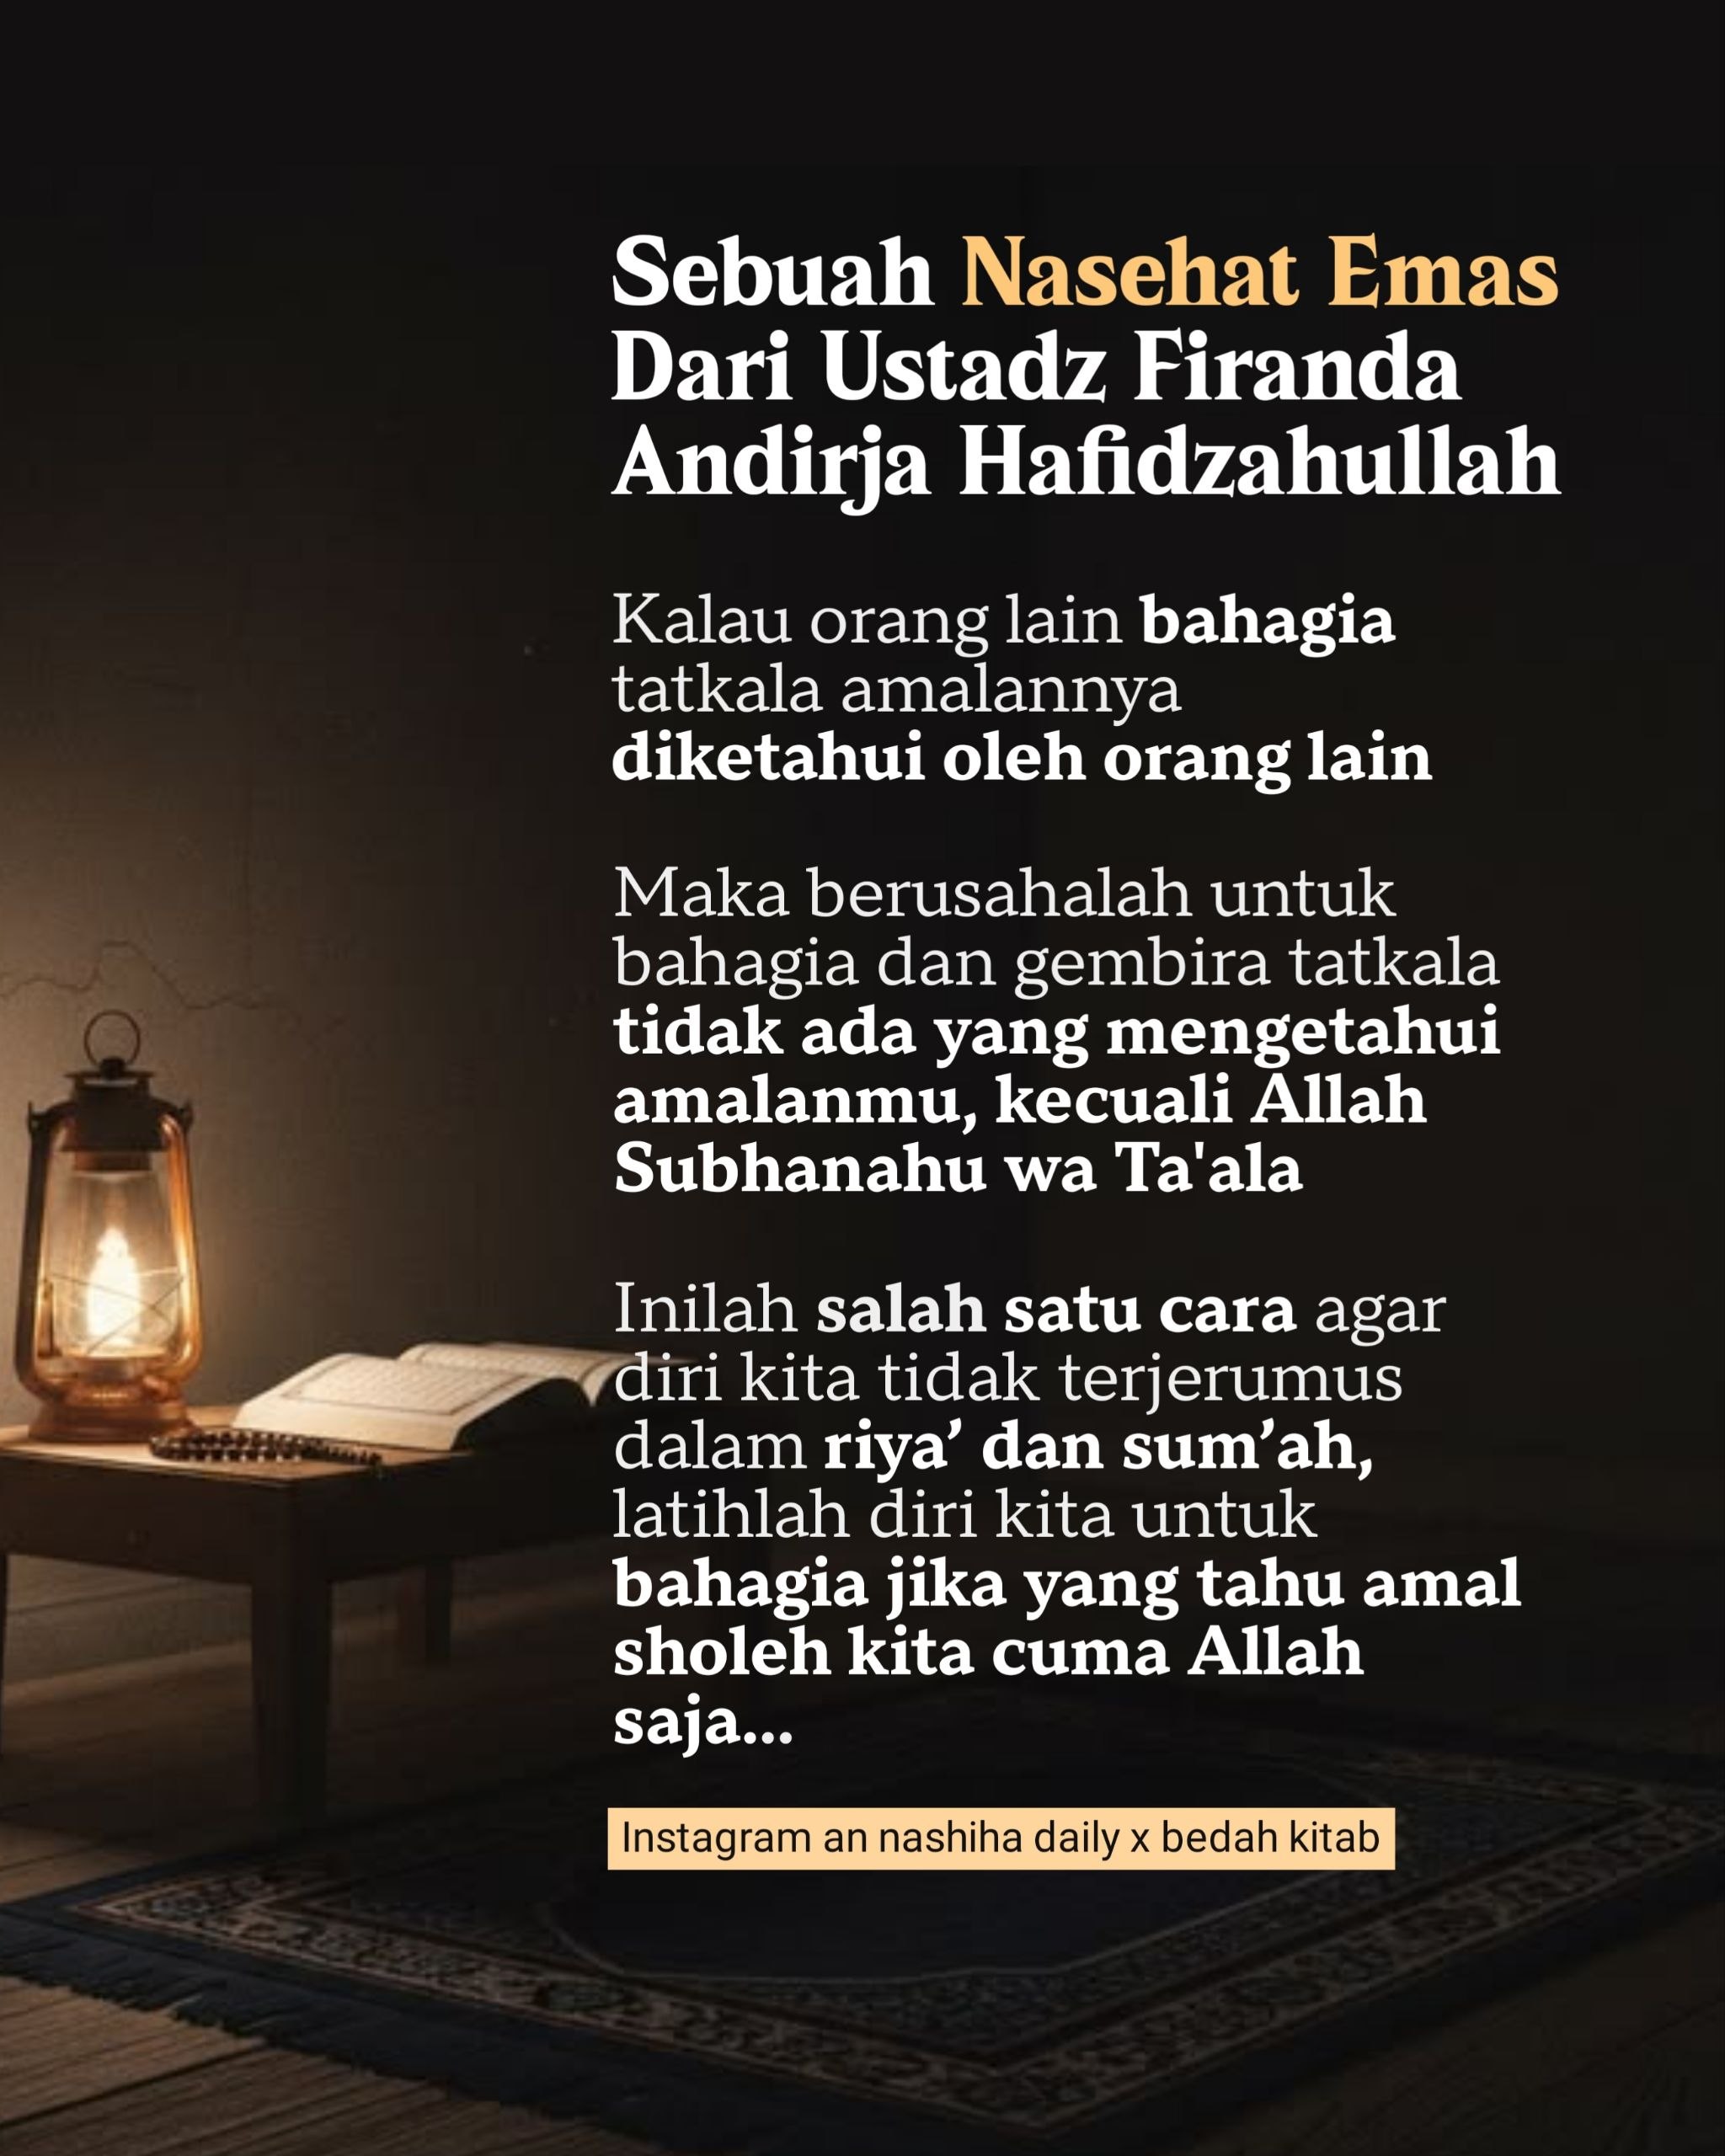 Sebuah Nasehat Emas
Dari Ustadz Firanda
Andirja Hafidzahullah
Kalau orang lain bahagia
tatkala amalannya
diketahui oleh orang lain
Maka berusahalah untuk
bahagia dan gembira tatkala
tidak ada yang mengetahui
amalanmu, kecuali Allah
Subhanahu wa Ta'ala
Inilah salah satu cara agar
diri kita tidak terjerumus
dalam riya’ dan sum’ah,
latihlah diri kita untuk
bahagia jika yang tahu amal
sholeh kita cuma Allah
saja...
Instagram an nashiha daily x bedah kitab